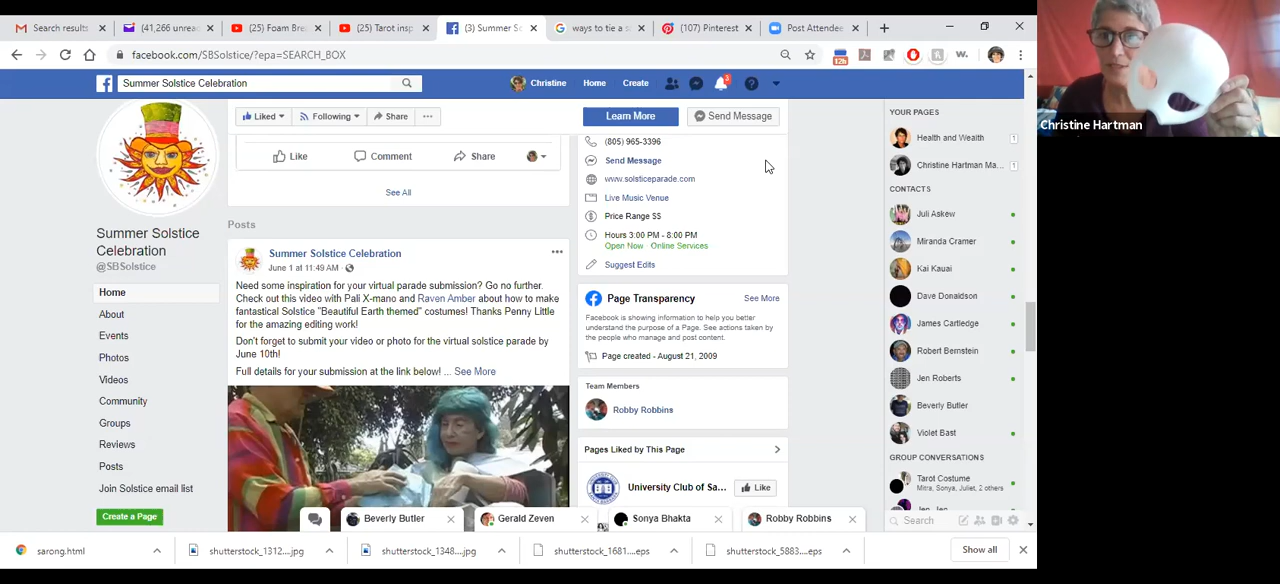 Search results
(41,266 unrea
(25) Foam Br
(25) Tarot insp
(3) Summer S
ways to tie a s
(107) Pinterest
Post Attendee
facebook.com/SBSolstice/?epa=SEARCH_BOX
12h
W.
Summer Solstice Celebration
Christine
Home
Create
3
Christine Hartman
Liked
Following
Share
Learn More
Send Message
Like
Comment
Share
See All
Posts
Summer Solstice
Celebration
@SBSolstice
Home
About
Events
Photos
Videos
Community
Groups
Reviews
Posts
Join Solstice email list
Create a Page
Summer Solstice Celebration
June 1 at 11:49 AM
Need some inspiration for your virtual parade submission? Go no further.
Check out this video with Pali X-mano and Raven Amber about how to make
fantastical Solstice "Beautiful Earth themed" costumes! Thanks Penny Little
for the amazing editing work!
Don't forget to submit your video or photo for the virtual solstice parade by
June 10th!
Full details for your submission at the link below! ... See More
(805) 965-3396
Send Message
www.solsticeparade.com
Live Music Venue
Price Range $$
Hours 3:00 PM - 8:00 PM
Open Now · Online Services
Suggest Edits
Page Transparency
See More
Facebook is showing information to help you better
understand the purpose of a Page. See actions taken by
the people who manage and post content.
Page created - August 21, 2009
Team Members
Robby Robbins
Pages Liked by This Page
University Club of Sa...
Like
YOUR PAGES
Health and Wealth
1
Christine Hartman Ma...
1
CONTACTS
Juli Askew
Miranda Cramer
Kai Kauai
Dave Donaldson
James Cartledge
Robert Bernstein
Jen Roberts
Beverly Butler
Violet Bast
GROUP CONVERSATIONS
Tarot Costume
Mitra, Sonya, Juliet, 2 others
Search
Beverly Butler
Gerald Zeven
Sonya Bhakta
Robby Robbins
sarong.html
shutterstock_1312....jpg
shutterstock_1348....jpg
shutterstock_1681....eps
shutterstock_5883....eps
Show all